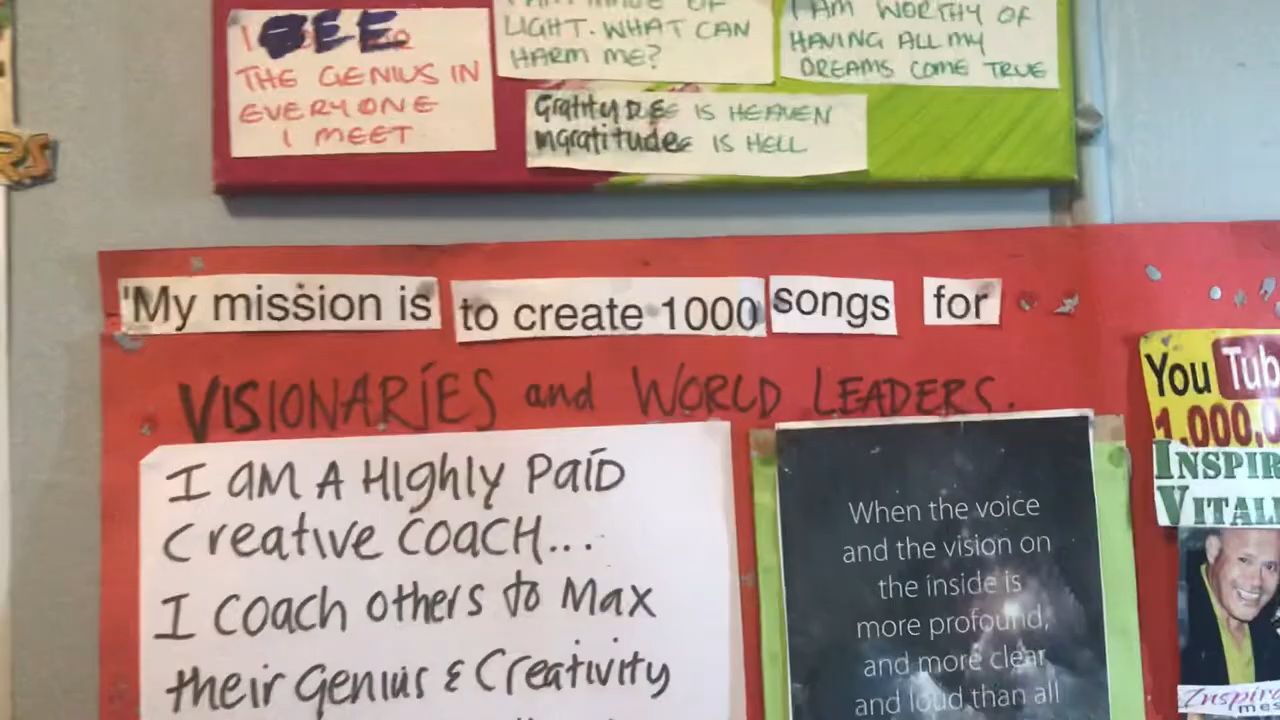 I SEE
THE GENIUS IN
EVERYONE
I MEET
LIGHT. WHAT CAN
HARM ME?
I AM WORTHY OF
HAVING ALL MY
DREAMS COME TRUE
IS HEAVEN
Ingratitude IS HELL
RS
'My mission is to create 1000 songs for
VISIONARIES and WORLD LEADERS.
I AM A HIghly PaiD
Creative COACH...
I COACH OtHers to Max
their Genius & Creativity
When the voice
and the vision on
the inside is
more profound,
and more clear
and loud than all
You Tub
1,000,0
INSPIR
VITAL
Inspira
mes